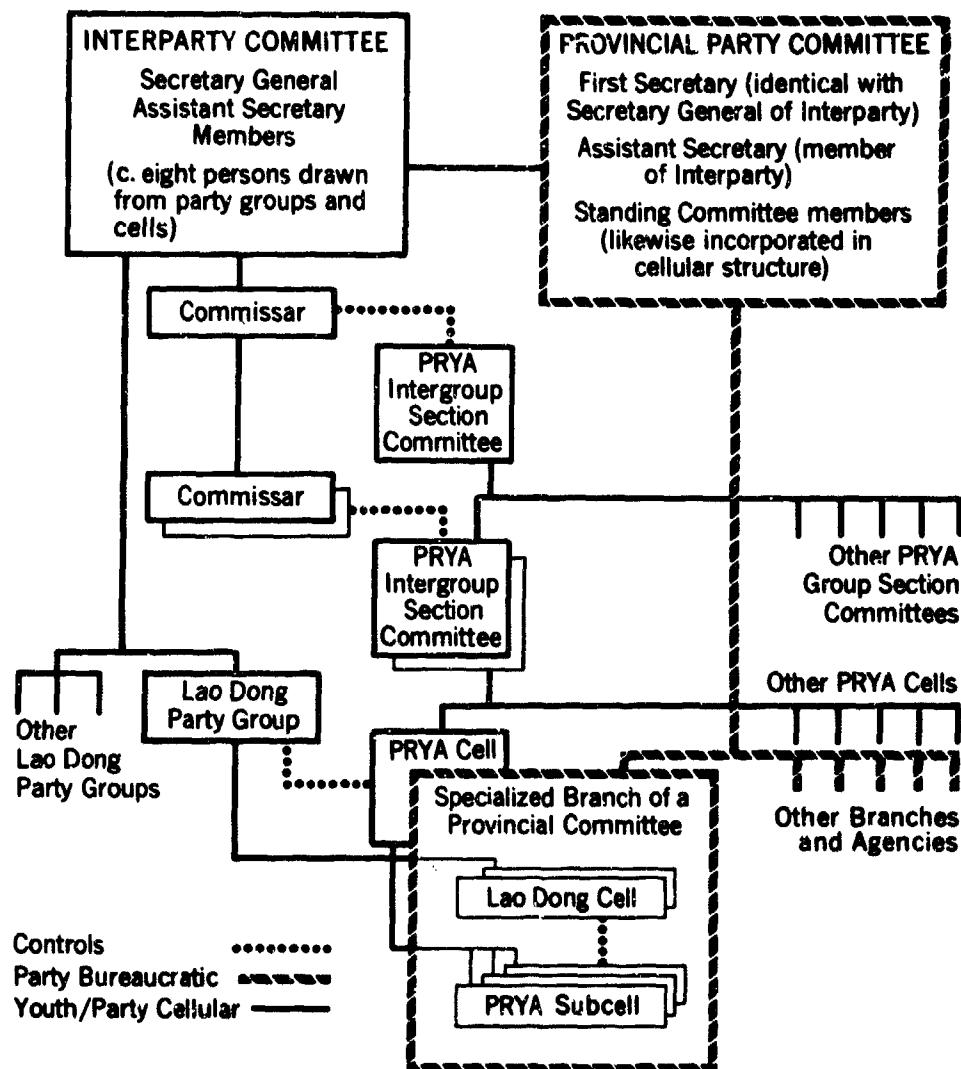 INTERPARTY COMMITTEE
Secretary General
Assistant Secretary
Members
(c. eight persons drawn
from party groups and
cells)
PROVINCIAL PARTY COMMITTEE
First Secretary (identical with
Secretary General of Interparty)
Assistant Secretary (member
of Interparty)
Standing Committee members
(likewise incorporated in
cellular structure)
Commissar
PRYA
Intergroup
Section
Committee
Commissar
PRYA
Intergroup
Section
Committee
Other PRYA
Group Section
Committees
Other
Lao Dong
Party Groups
Lao Dong
Party Group
PRYA Cell
Other PRYA Cells
Specialized Branch of a
Provincial Committee
Other Branches
and Agencies
Lao Dong Cell
PRYA Subcell
Controls
Party Bureaucratic
Youth/Party Cellular